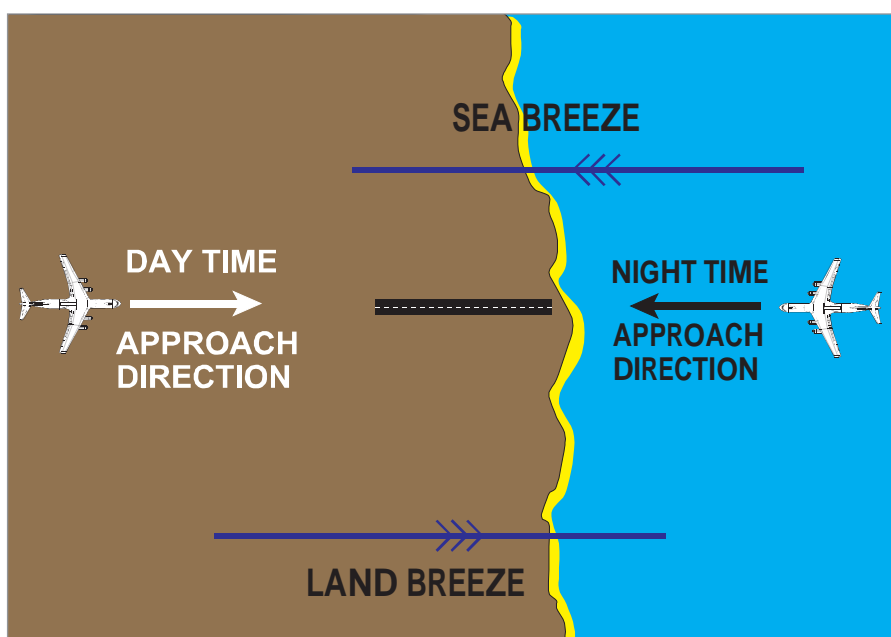 SEA BREEZE
DAY TIME
APPROACH
DIRECTION
NIGHT TIME
APPROACH
DIRECTION
LAND BREEZE